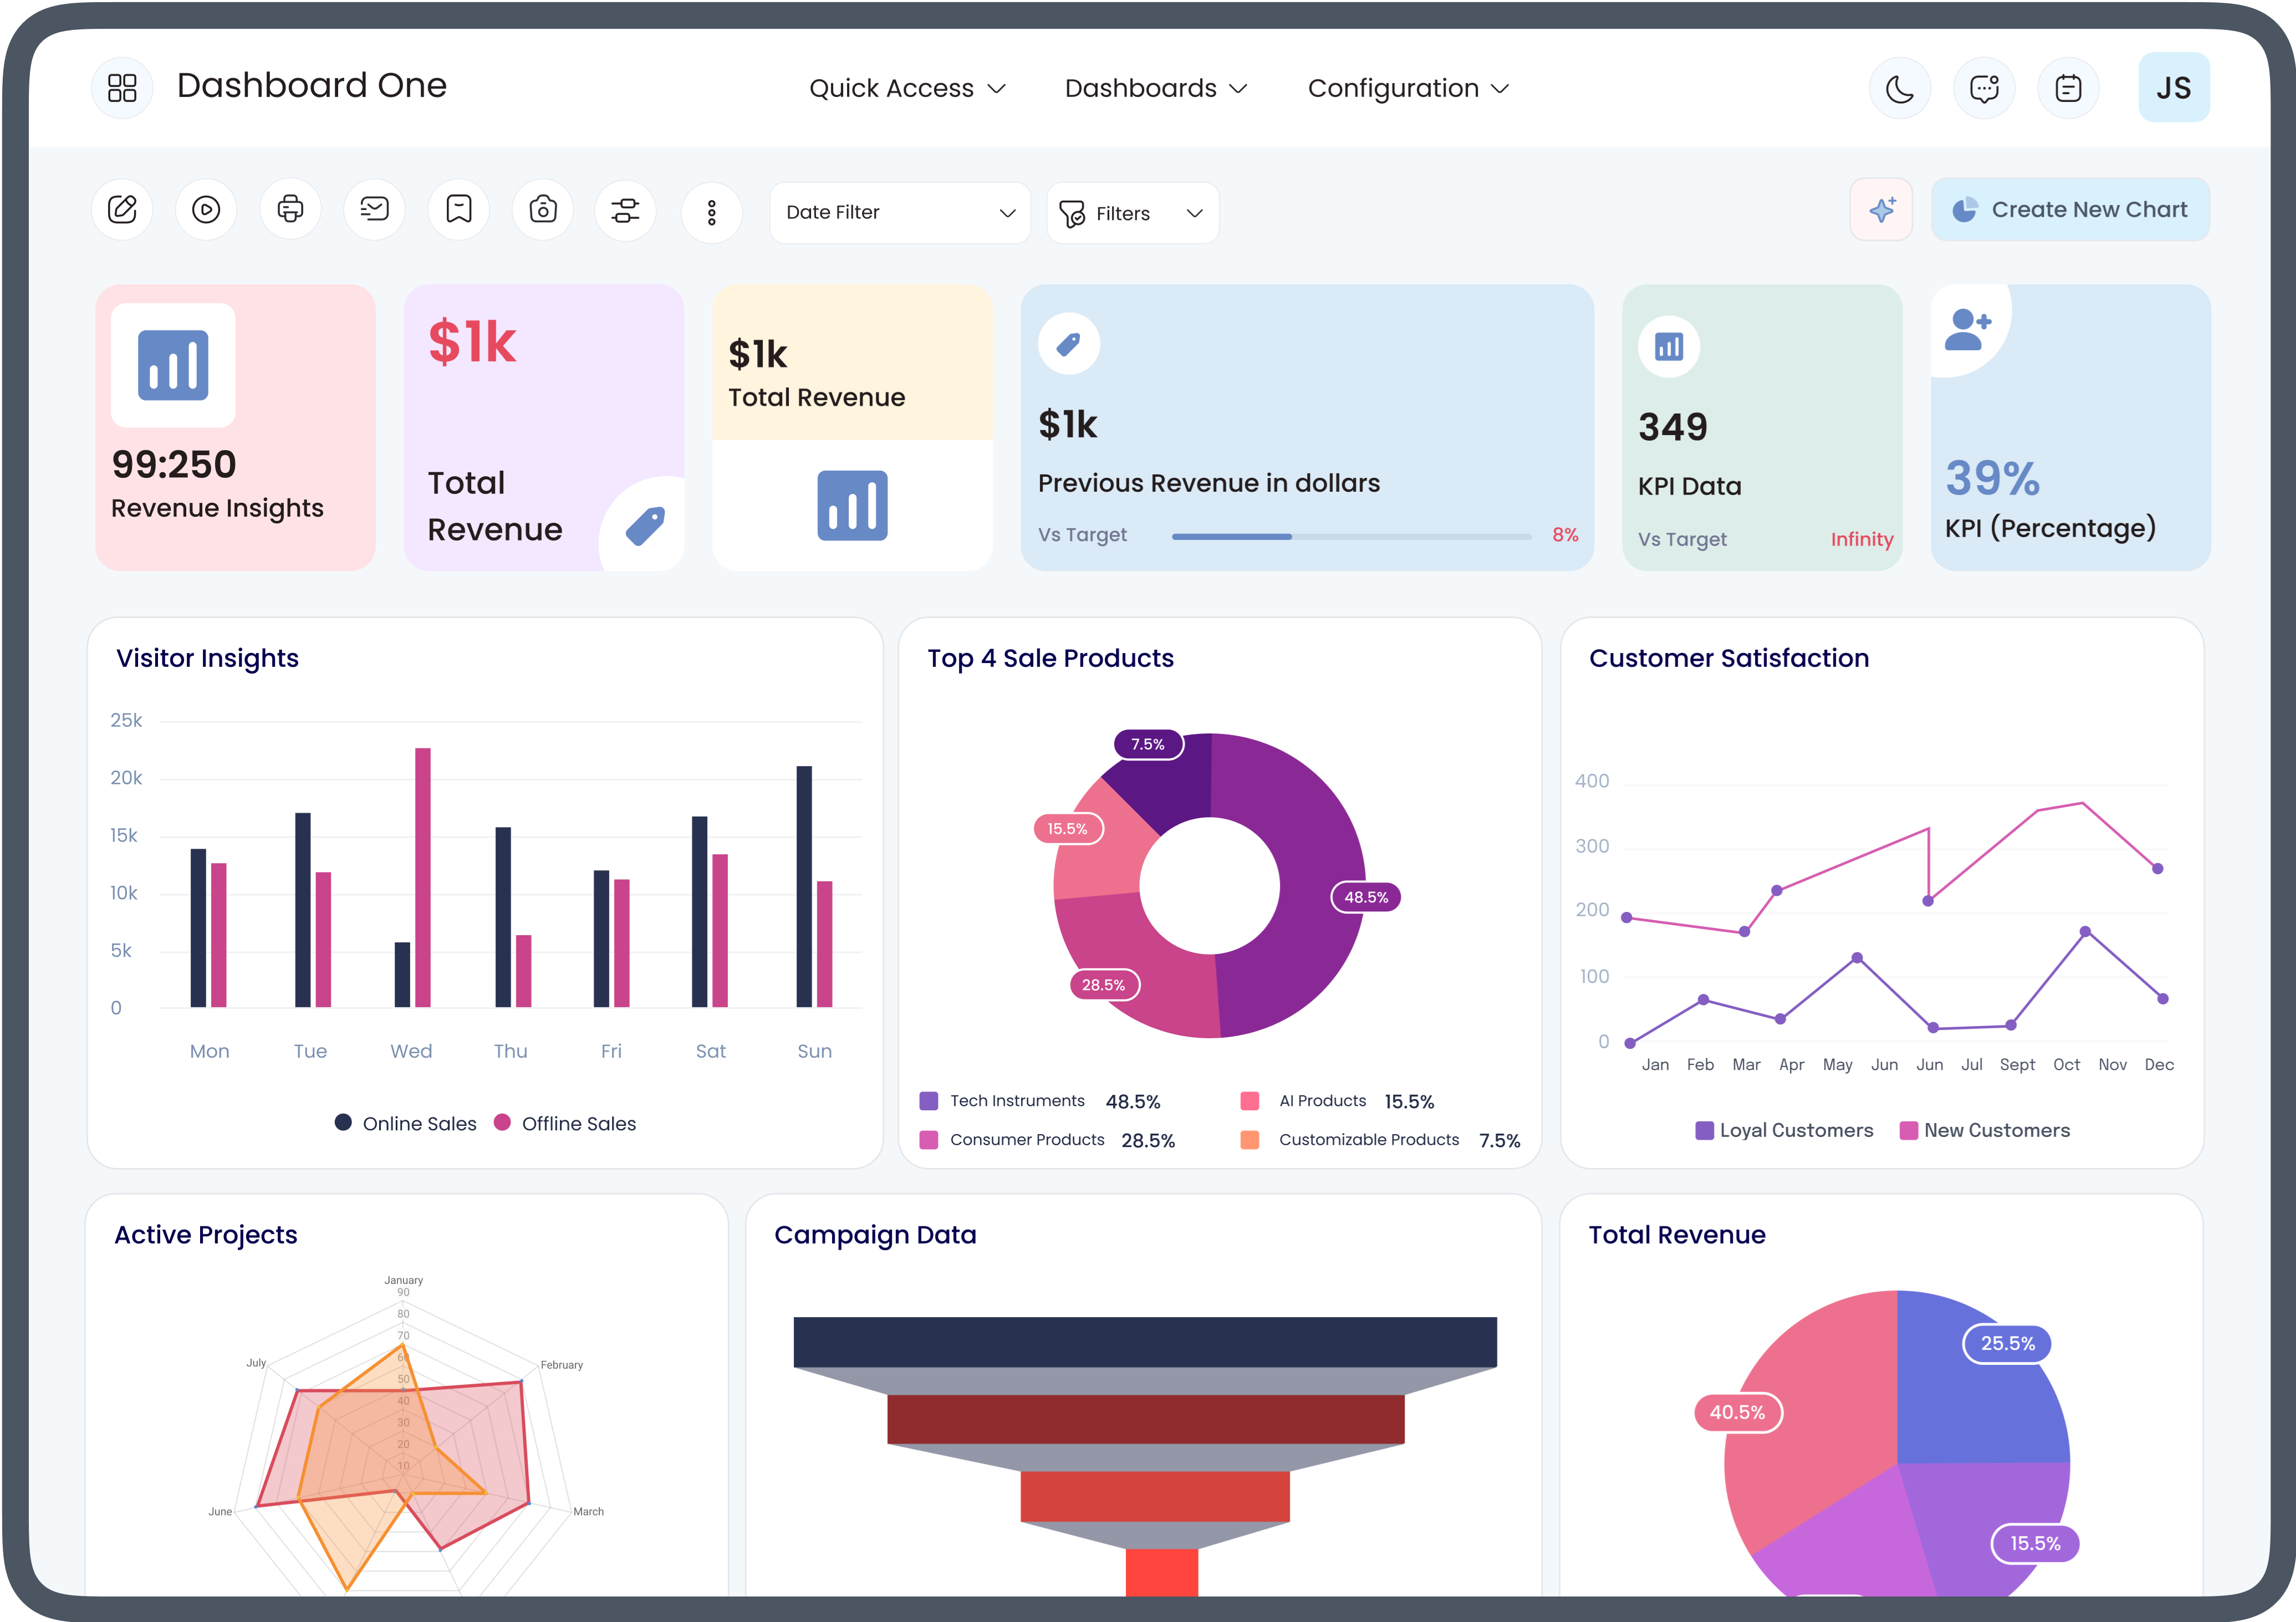 Dashboard One
Quick Access
Dashboards
Configuration
JS
Date Filter
Filters
Create New Chart
99:250
Revenue Insights
$1k
Total
Revenue
$1k
Total Revenue
$1k
Previous Revenue in dollars
Vs Target
8%
349
KPI Data
Vs Target
Infinity
39%
KPI (Percentage)
Visitor Insights
25k
20k
15k
10k
5k
0
Mon Tue Wed Thu Fri Sat Sun
Online Sales
Offline Sales
Top 4 Sale Products
7.5%
15.5%
48.5%
28.5%
Tech Instruments 48.5%
AI Products 15.5%
Consumer Products 28.5%
Customizable Products 7.5%
Customer Satisfaction
400
300
200
100
0
Jan Feb Mar Apr May Jun Jun Jul Sept Oct Nov Dec
Loyal Customers
New Customers
Active Projects
January
90
80
70
60
50
40
30
20
10
July
February
June
March
Campaign Data
Total Revenue
25.5%
40.5%
15.5%